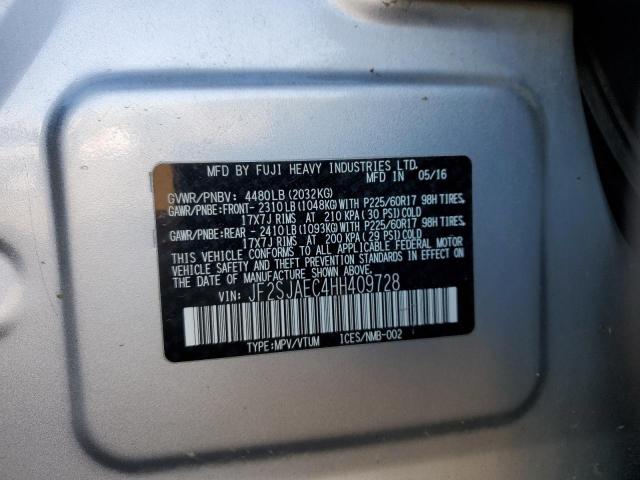 MFD BY FUJI HEAVY INDUSTRIES LTD.
MFD IN 05/16
GVWR/PNBV: 4480LB (2032KG)
GAWR/PNBE:FRONT- 2310LB(1048KG)WITH P225/60R17 98H TIRES,
17X7J RIMS AT 210 KPA(30 PSI)COLD
GAWR/PNBE:REAR - 2410LB(1093KG)WITH P225/60R17 98H TIRES,
17X7J RIMS AT 200 KPA(29 PSI)COLD
THIS VEHICLE CONFORMS TO ALL APPLICABLE FEDERAL MOTOR
VEHICLE SAFETY, BUMPER, AND THEFT PREVENTION
STANDARDS IN EFFECT ON THE DATE OF MANUFACTURE
SHOWN ABOVE.
VIN: JF2SJAEC4HH409728
TYPE:MPV/VTUM ICES/NMB-002